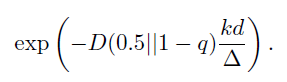 exp ( −D(0.5||1 − q) kd/Δ ) .